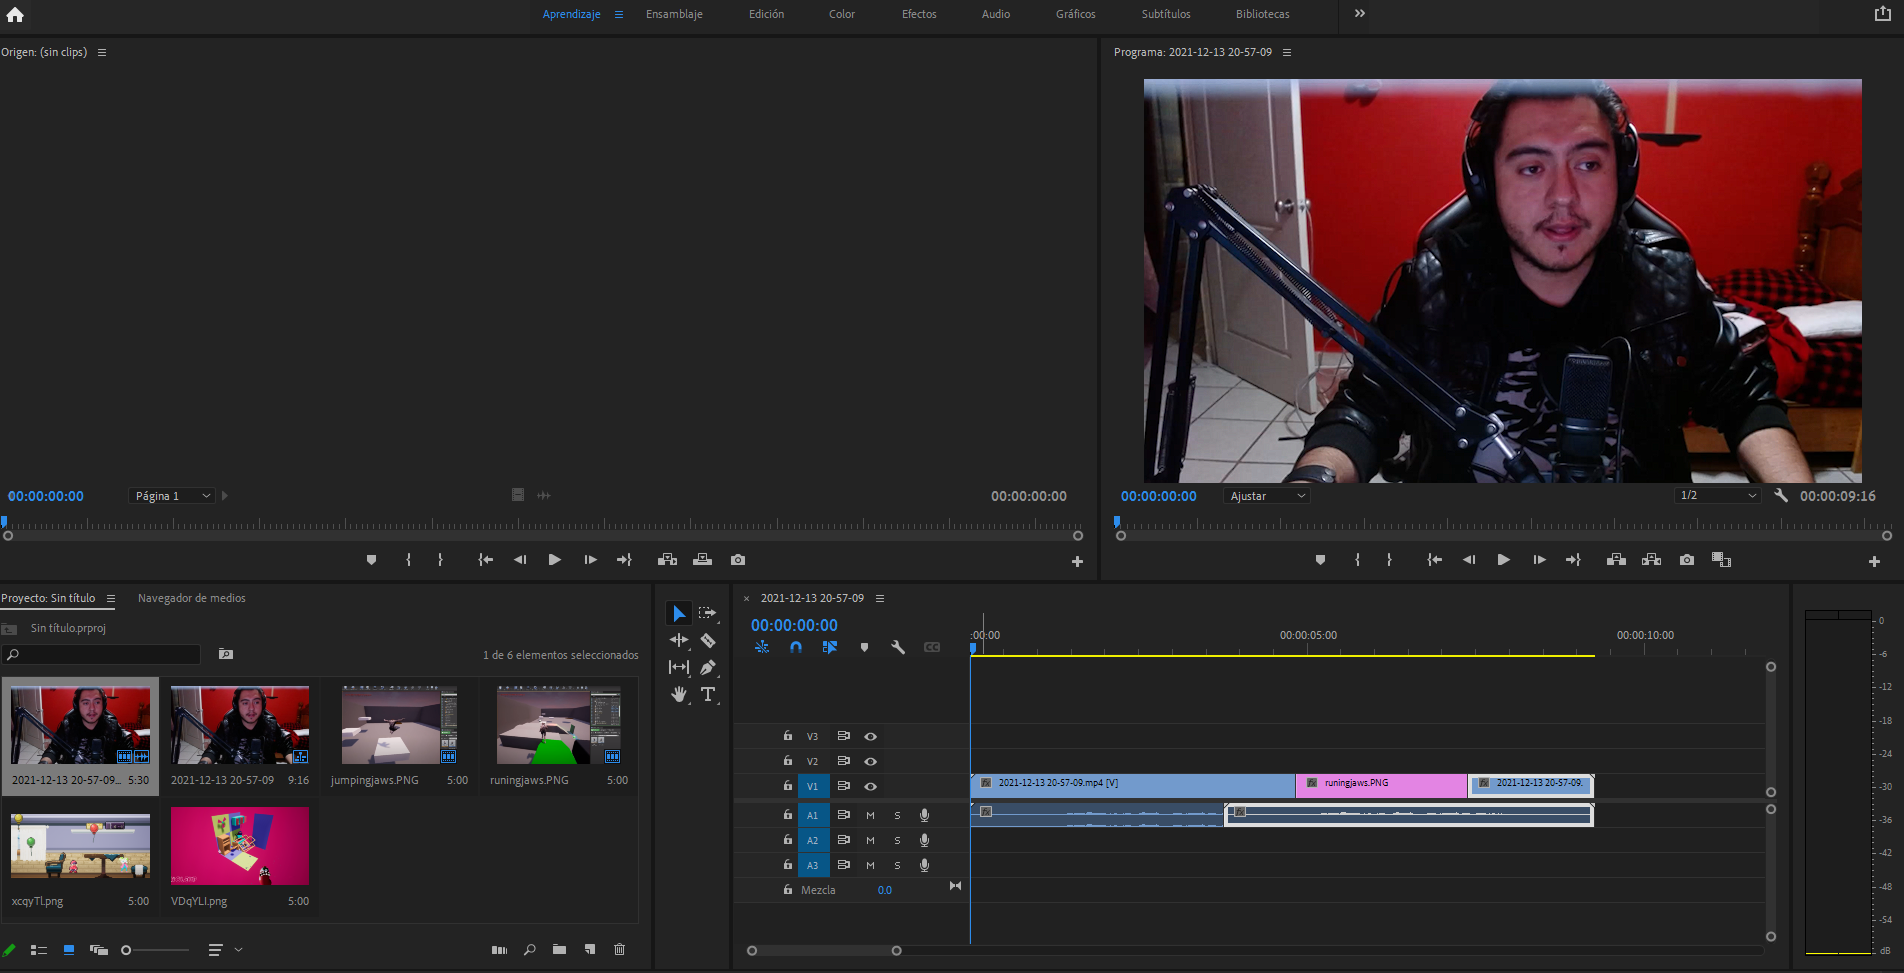 Aprendizaje Ensamblaje Edición Color Efectos Audio Gráficos Subtítulos Bibliotecas
Origen: (sin clips)
Programa: 2021-12-13 20-57-09
00:00:00:00 Página 1 00:00:00:00
00:00:00:00 Ajustar 1/2 00:00:09:16
Proyecto: Sin título Navegador de medios
Sin título.prproj
1 de 6 elementos seleccionados
2021-12-13 20-57-09... 5:30
2021-12-13 20-57-09 9:16
jumpingjaws.PNG 5:00
runingjaws.PNG 5:00
xcqyTl.png 5:00
VDqYLI.png 5:00
2021-12-13 20-57-09
00:00:00:00
:00:00 00:00:05:00 00:00:10:00
CC
V3
V2
V1
2021-12-13 20-57-09.mp4 [V] runingjaws.PNG 2021-12-13 20-57-09.
A1 M S
A2 M S
A3 M S
Mezcla 0.0
0
-6
-12
-18
-24
-30
-36
-42
-48
-54
dB